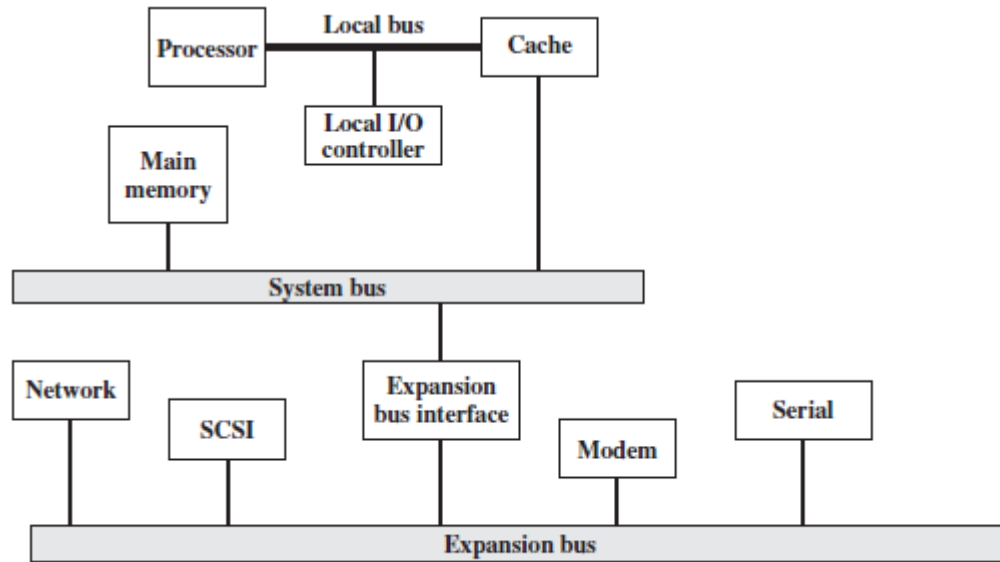 Local bus
Processor
Cache
Local I/O
controller
Main
memory
System bus
Network
SCSI
Expansion
bus interface
Modem
Serial
Expansion bus